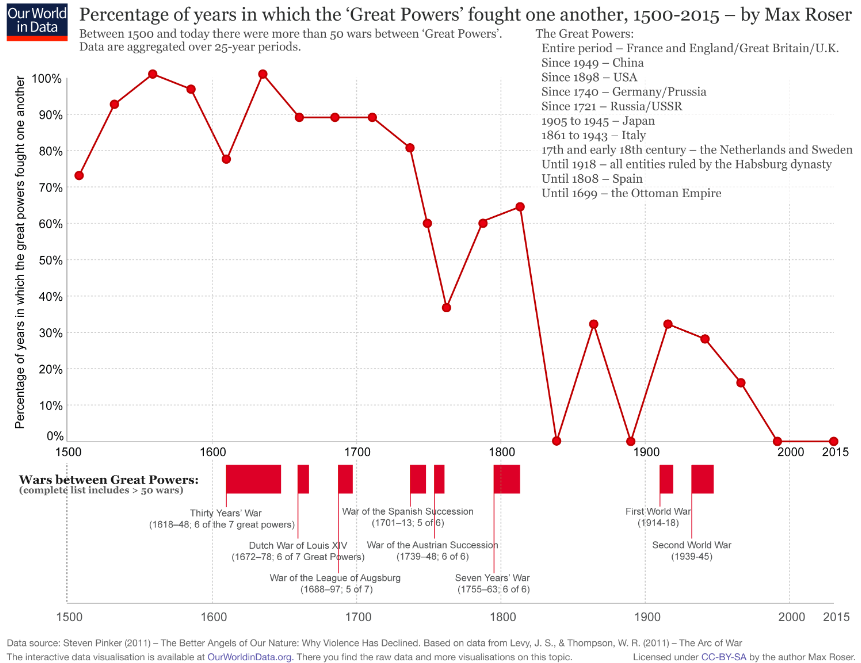 Our World
in Data
Percentage of years in which the ‘Great Powers’ fought one another, 1500-2015 – by Max Roser
Between 1500 and today there were more than 50 wars between ‘Great Powers’.
Data are aggregated over 25-year periods.
The Great Powers:
Entire period – France and England/Great Britain/U.K.
Since 1949 – China
Since 1898 – USA
Since 1740 – Germany/Prussia
Since 1721 – Russia/USSR
1905 to 1945 – Japan
1861 to 1943 – Italy
17th and early 18th century – the Netherlands and Sweden
Until 1918 – all entities ruled by the Habsburg dynasty
Until 1808 – Spain
Until 1699 – the Ottoman Empire
Percentage of years in which the great powers fought one another
100%
90%
80%
70%
60%
50%
40%
30%
20%
10%
0%
1500 1600 1700 1800 1900 2000 2015
Wars between Great Powers:
(complete list includes > 50 wars)
Thirty Years’ War
(1618–48; 6 of the 7 great powers)
War of the Spanish Succession
(1701–13; 5 of 6)
First World War
(1914-18)
Dutch War of Louis XIV
(1672–78; 6 of 7 Great Powers)
War of the Austrian Succession
(1739–48; 6 of 6)
Second World War
(1939-45)
War of the League of Augsburg
(1688–97; 5 of 7)
Seven Years’ War
(1755–63; 6 of 6)
1500 1600 1700 1800 1900 2000 2015
Data source: Steven Pinker (2011) – The Better Angels of Our Nature: Why Violence Has Declined. Based on data from Levy, J. S., & Thompson, W. R. (2011) – The Arc of War
The interactive data visualisation is available at OurWorldinData.org. There you find the raw data and more visualisations on this topic.
Licensed under CC-BY-SA by the author Max Roser.